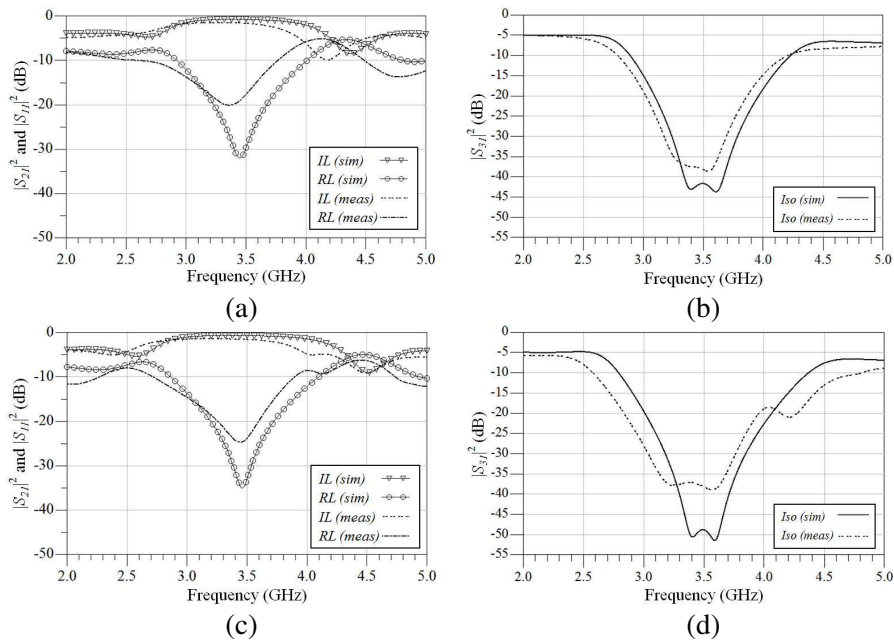 0
-10
-20
-30
-40
-50
|S21|² and |S11|² (dB)
IL (sim)
RL (sim)
IL (meas)
RL (meas)
2.0 2.5 3.0 3.5 4.0 4.5 5.0
Frequency (GHz)
(a)
0
-5
-10
-15
-20
-25
-30
-35
-40
-45
-50
-55
|S31|² (dB)
Iso (sim)
Iso (meas)
2.0 2.5 3.0 3.5 4.0 4.5 5.0
Frequency (GHz)
(b)
0
-10
-20
-30
-40
-50
|S21|² and |S11|² (dB)
IL (sim)
RL (sim)
IL (meas)
RL (meas)
2.0 2.5 3.0 3.5 4.0 4.5 5.0
Frequency (GHz)
(c)
0
-5
-10
-15
-20
-25
-30
-35
-40
-45
-50
-55
|S31|² (dB)
Iso (sim)
Iso (meas)
2.0 2.5 3.0 3.5 4.0 4.5 5.0
Frequency (GHz)
(d)